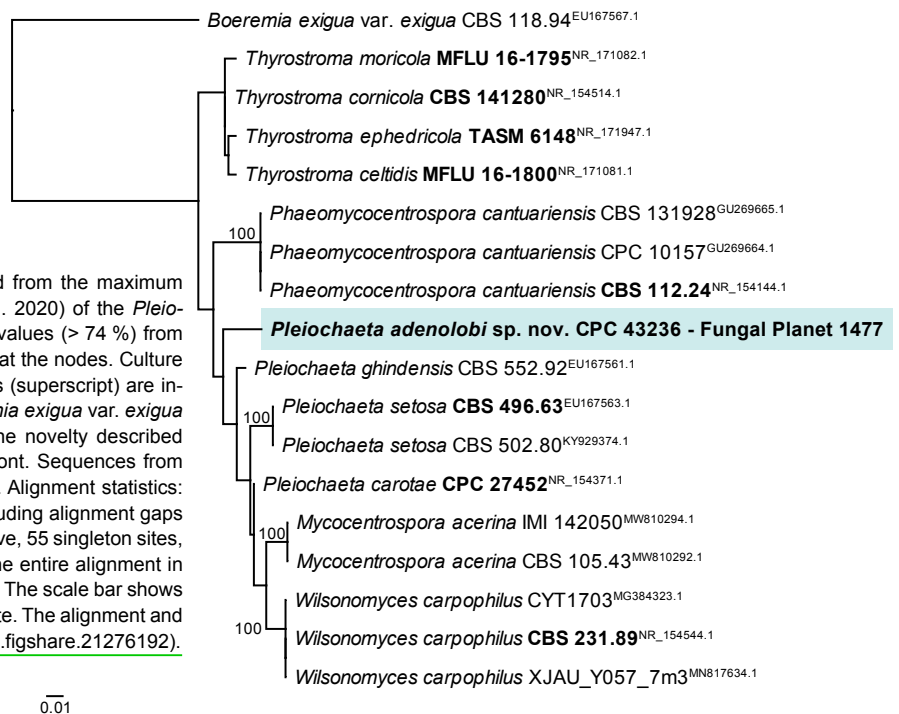 Boeremia exigua var. exigua CBS 118.94EU167567.1
Thyrostroma moricola MFLU 16-1795NR_171082.1
Thyrostroma cornicola CBS 141280NR_154514.1
Thyrostroma ephedricola TASM 6148NR_171947.1
Thyrostroma celtidis MFLU 16-1800NR_171081.1
Phaeomycocentrospora cantuariensis CBS 131928GU269665.1
100
Phaeomycocentrospora cantuariensis CPC 10157GU269664.1
Phaeomycocentrospora cantuariensis CBS 112.24NR_154144.1
Pleiochaeta adenolobi sp. nov. CPC 43236 - Fungal Planet 1477
Pleiochaeta ghindensis CBS 552.92EU167561.1
Pleiochaeta setosa CBS 496.63EU167563.1
100
Pleiochaeta setosa CBS 502.80KY929374.1
Pleiochaeta carotae CPC 27452NR_154371.1
Mycocentrospora acerina IMI 142050MW810294.1
100
Mycocentrospora acerina CBS 105.43MW810292.1
Wilsonomyces carpophilus CYT1703MG384323.1
100
Wilsonomyces carpophilus CBS 231.89NR_154544.1
Wilsonomyces carpophilus XJAU_Y057_7m3MN817634.1
from the maximum
. 2020) of the Pleio-
values (> 74 %) from
at the nodes. Culture
(superscript) are in-
exigua var. exigua
novelty described
Sequences from
Alignment statistics:
alignment gaps
55 singleton sites,
entire alignment in
The scale bar shows
The alignment and
.figshare.21276192).
0.01